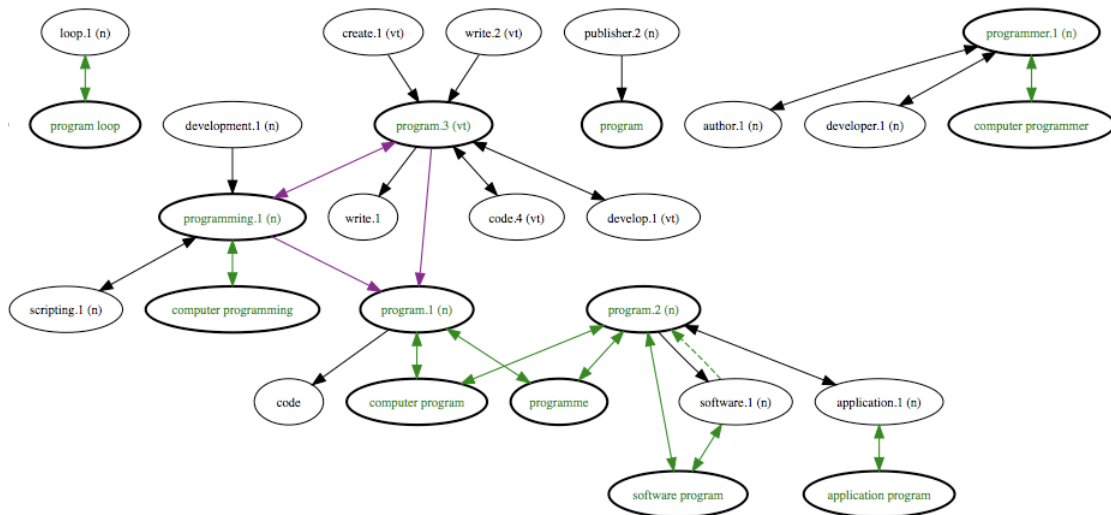 loop.1 (n)
create.1 (vt)
write.2 (vt)
publisher.2 (n)
programmer.1 (n)
program loop
development.1 (n)
program.3 (vt)
program
author.1 (n)
developer.1 (n)
computer programmer
programming.1 (n)
write.1
code.4 (vt)
develop.1 (vt)
scripting.1 (n)
computer programming
program.1 (n)
program.2 (n)
code
computer program
programme
software.1 (n)
application.1 (n)
software program
application program